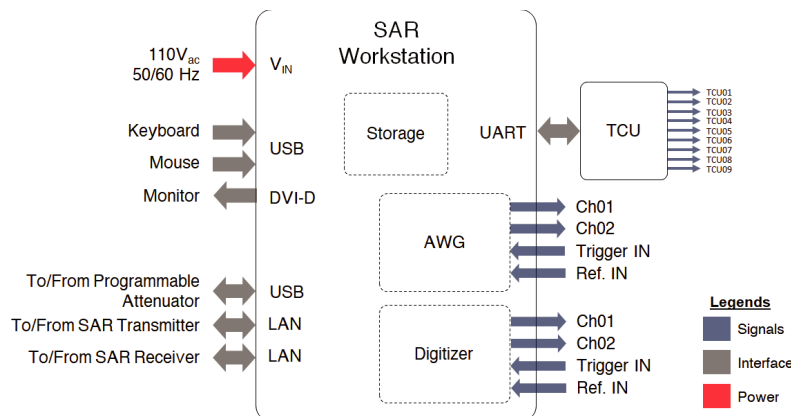 SAR
Workstation
110Vac
50/60 Hz
VIN
Keyboard
Mouse
USB
Monitor
DVI-D
Storage
UART
TCU
TCU01
TCU02
TCU03
TCU04
TCU05
TCU06
TCU07
TCU08
TCU09
AWG
Ch01
Ch02
Trigger IN
Ref. IN
To/From Programmable
Attenuator
USB
To/From SAR Transmitter
LAN
To/From SAR Receiver
LAN
Digitizer
Ch01
Ch02
Trigger IN
Ref. IN
Legends
Signals
Interface
Power